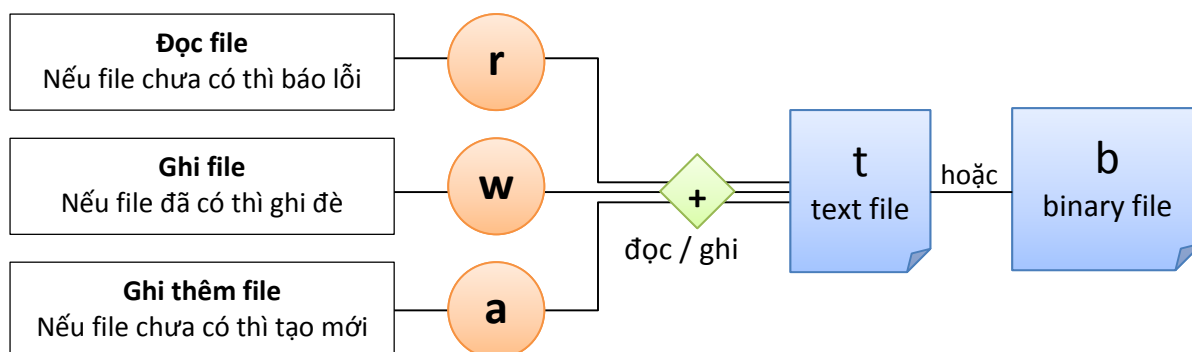 Đọc file
Nếu file chưa có thì báo lỗi
r
Ghi file
Nếu file đã có thì ghi đè
w
Ghi thêm file
Nếu file chưa có thì tạo mới
a
+
đọc / ghi
t
text file
hoặc
b
binary file